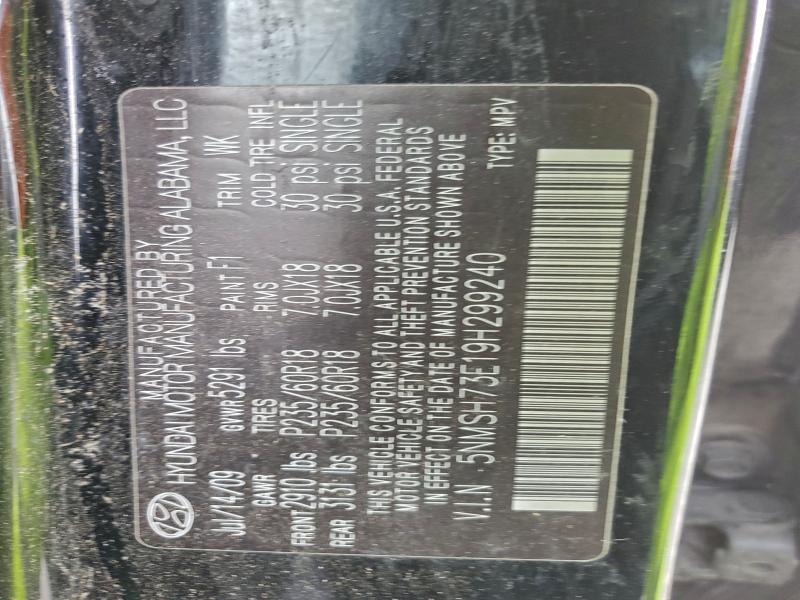 MANUFACTURED BY
HYUNDAI MOTOR MANUFACTURING ALABAMA, LLC
Jul/14/09 GVWR 5291 lbs PAINT F1 TRIM WK
GAWR TIRES RIMS COLD TIRE INFL
FRONT 2910 lbs P235/60R18 7.0JX18 30 psi SINGLE
REAR 3131 lbs P235/60R18 7.0JX18 30 psi SINGLE
THIS VEHICLE CONFORMS TO ALL APPLICABLE U.S.A. FEDERAL
MOTOR VEHICLE SAFETY AND THEFT PREVENTION STANDARDS
IN EFFECT ON THE DATE OF MANUFACTURE SHOWN ABOVE
V.I.N 5NMSH73E19H299240
TYPE: MPV